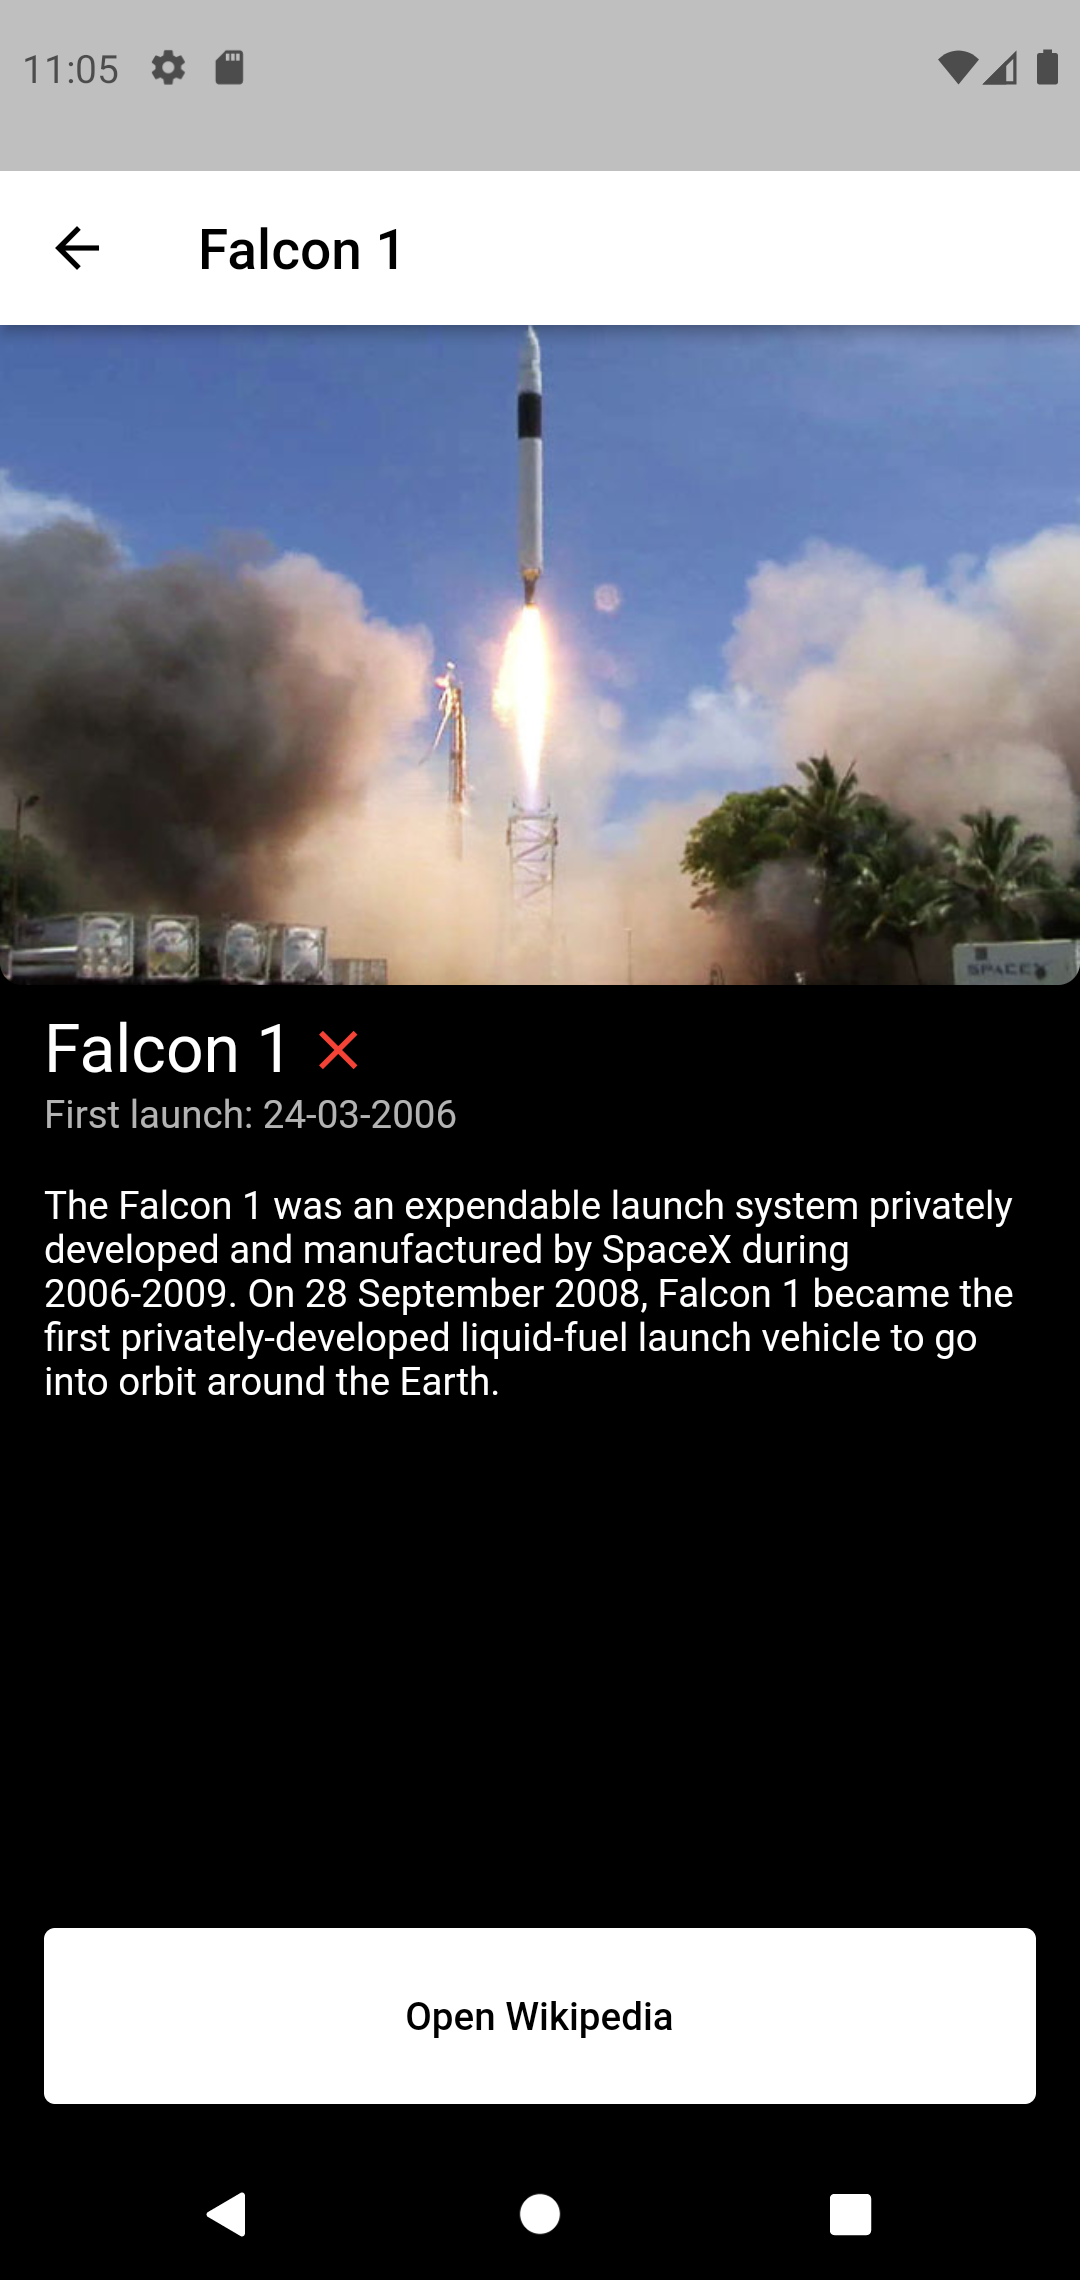 11:05
Falcon 1
SPACEX
Falcon 1
First launch: 24-03-2006
The Falcon 1 was an expendable launch system privately
developed and manufactured by SpaceX during
2006-2009. On 28 September 2008, Falcon 1 became the
first privately-developed liquid-fuel launch vehicle to go
into orbit around the Earth.
Open Wikipedia